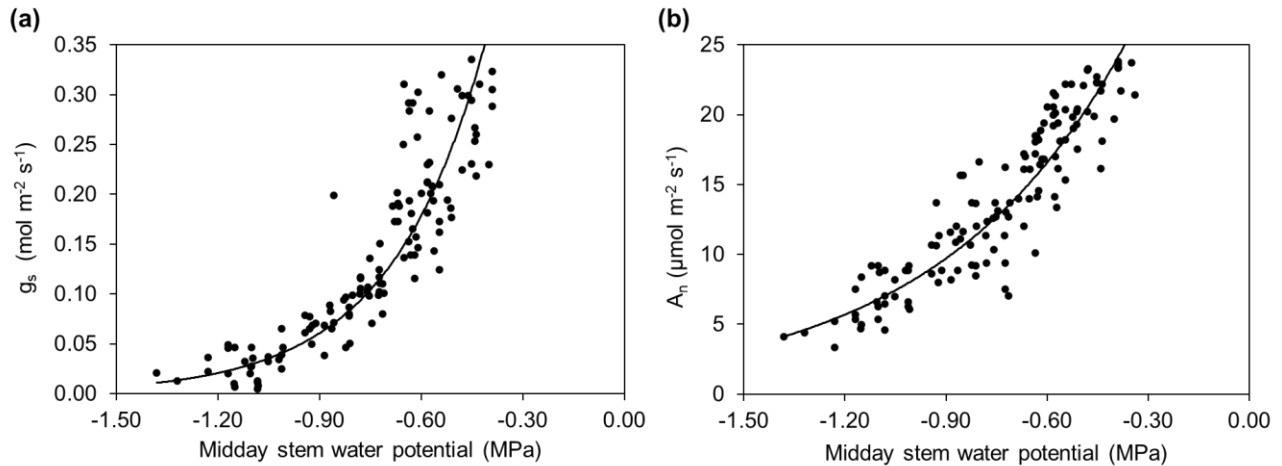 (a)
0.35
0.30
0.25
0.20
0.15
0.10
0.05
0.00
g_s (mol m⁻² s⁻¹)
-1.50 -1.20 -0.90 -0.60 -0.30 0.00
Midday stem water potential (MPa)
(b)
25
20
15
10
5
0
A_n (µmol m⁻² s⁻¹)
-1.50 -1.20 -0.90 -0.60 -0.30 0.00
Midday stem water potential (MPa)